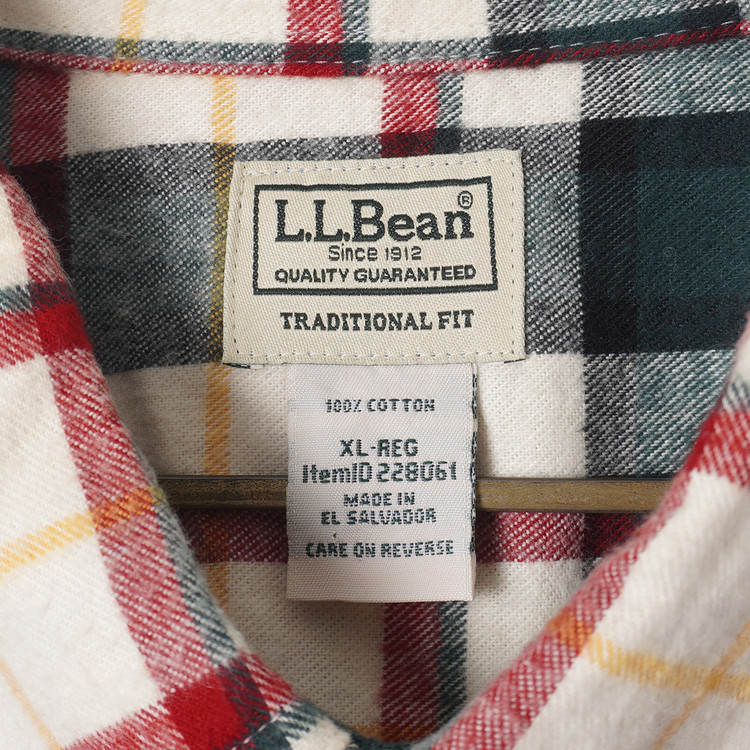 L.L.Bean®
Since 1912
QUALITY GUARANTEED
TRADITIONAL FIT
100% COTTON
XL-REG
ItemID 228061
MADE IN
EL SALVADOR
CARE ON REVERSE